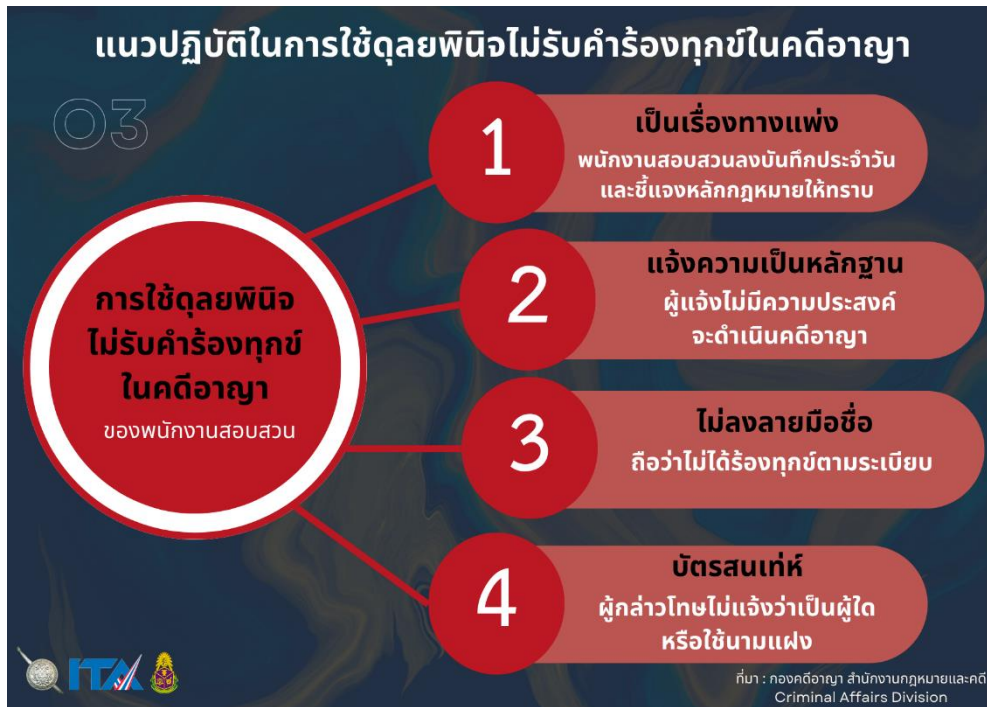 แนวปฏิบัติในการใช้ดุลยพินิจไม่รับคำร้องทุกข์ในคดีอาญา
03
การใช้ดุลยพินิจ
ไม่รับคำร้องทุกข์
ในคดีอาญา
ของพนักงานสอบสวน
1
เป็นเรื่องทางแพ่ง
พนักงานสอบสวนลงบันทึกประจำวัน
และชี้แจงหลักกฎหมายให้ทราบ
2
แจ้งความเป็นหลักฐาน
ผู้แจ้งไม่มีความประสงค์
จะดำเนินคดีอาญา
3
ไม่ลงลายมือชื่อ
ถือว่าไม่ได้ร้องทุกข์ตามระเบียบ
4
บัตรสนเท่ห์
ผู้กล่าวโทษไม่แจ้งว่าเป็นผู้ใด
หรือใช้นามแฝง
ITA
ที่มา : กองคดีอาญา สำนักงานกฎหมายและคดี
Criminal Affairs Division